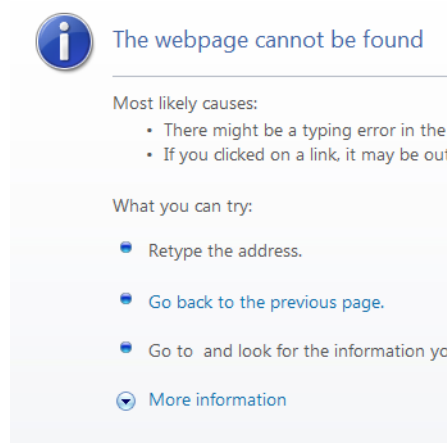 The webpage cannot be found
Most likely causes:
• There might be a typing error in the
• If you clicked on a link, it may be
What you can try:
Retype the address.
Go back to the previous page.
Go to  and look for the information
More information